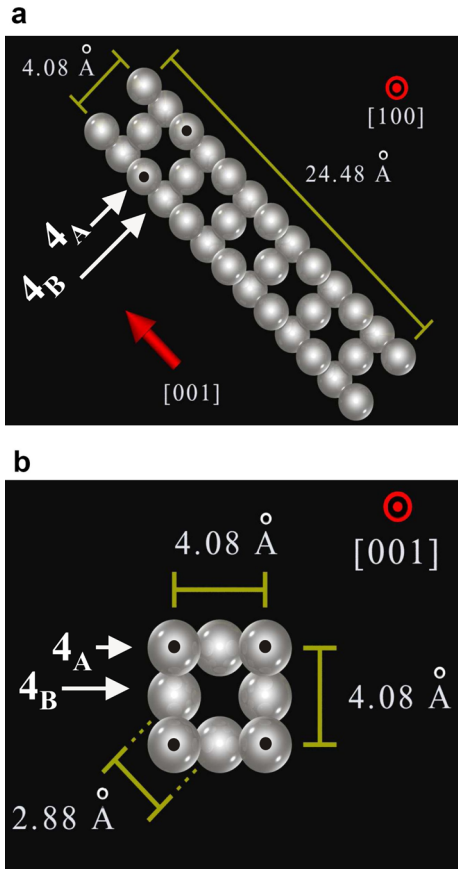 a
4.08 Å
[100]
24.48 Å
4A
4B
[001]
b
[001]
4.08 Å
4A
4B
4.08 Å
2.88 Å